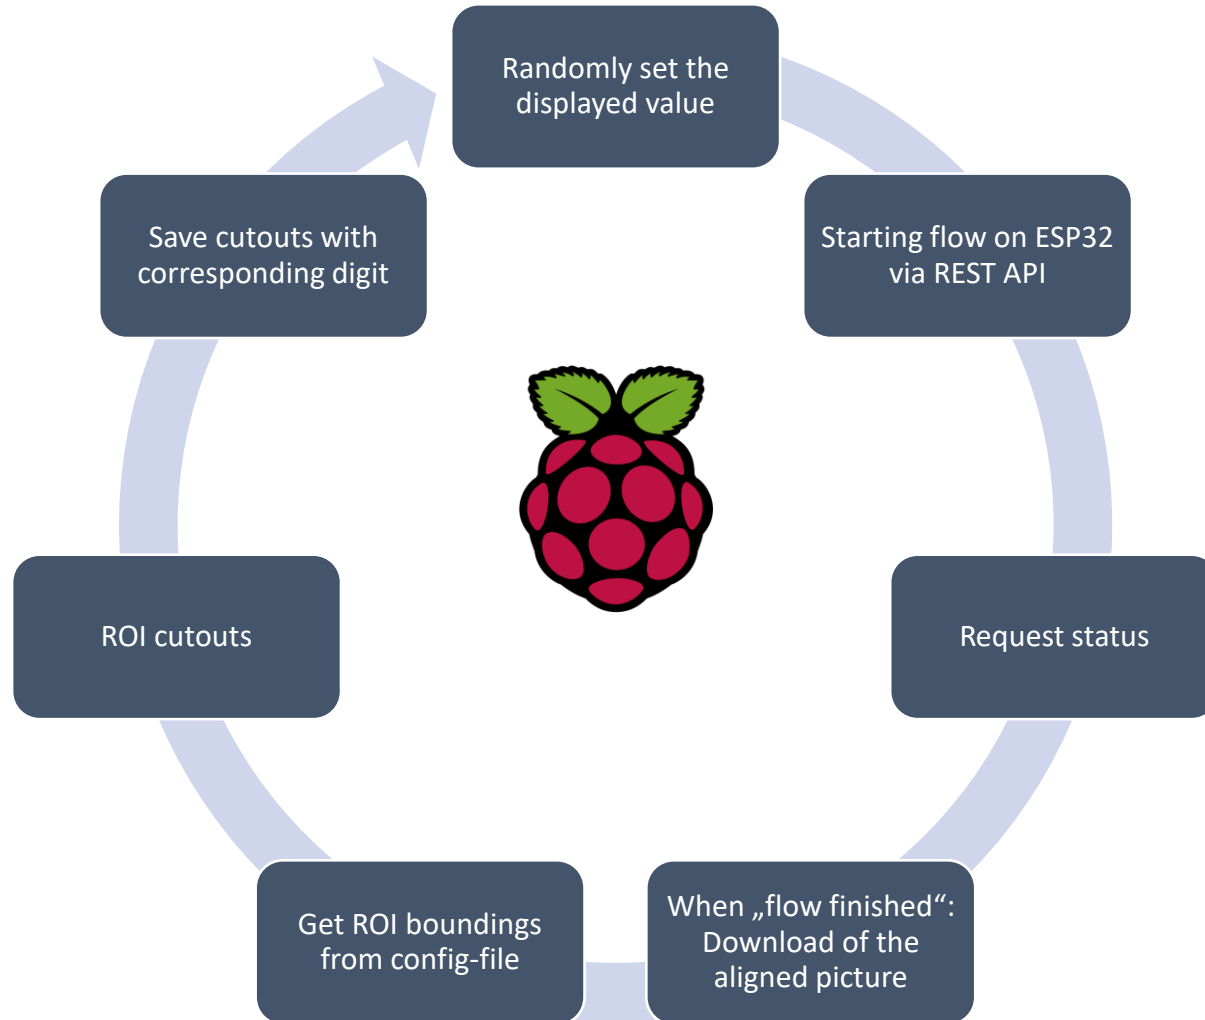 Randomly set the
displayed value
Starting flow on ESP32
via REST API
Request status
When „flow finished“:
Download of the
aligned picture
Get ROI boundings
from config-file
ROI cutouts
Save cutouts with
corresponding digit